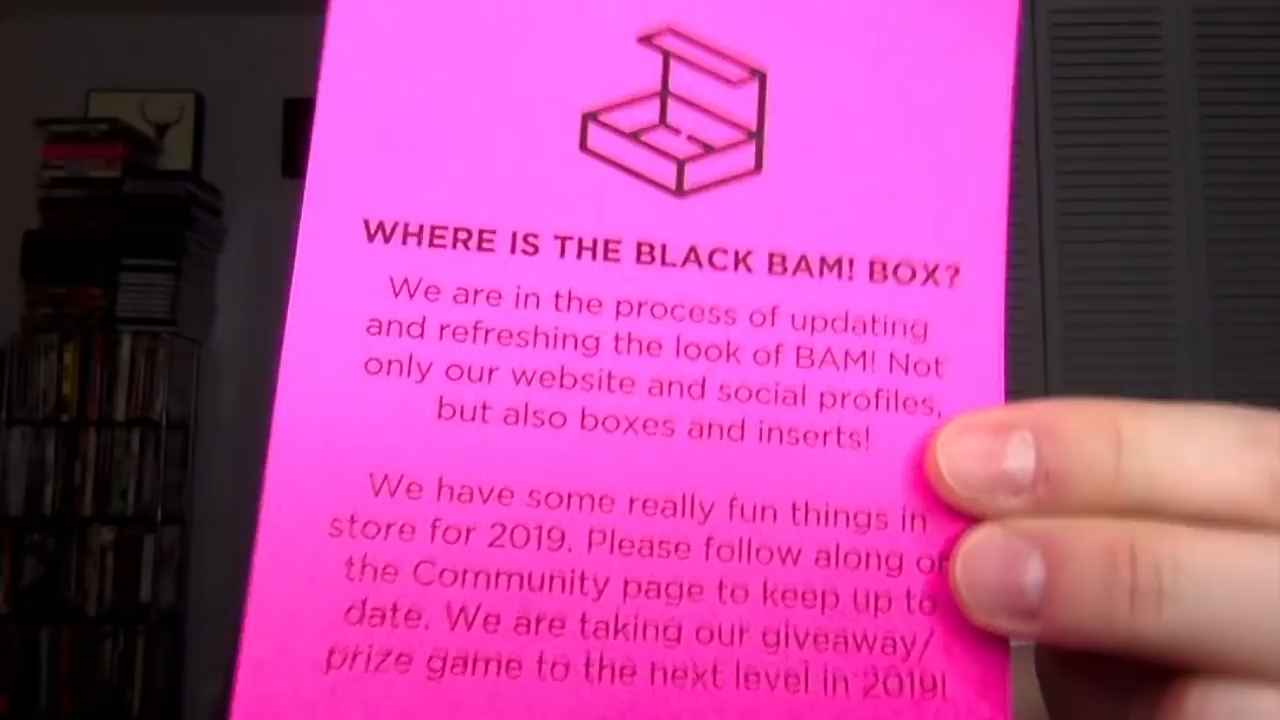 WHERE IS THE BLACK BAM! BOX?
We are in the process of updating
and refreshing the look of BAM! Not
only our website and social profiles,
but also boxes and inserts!
We have some really fun things in
store for 2019. Please follow along on
the Community page to keep up to
date. We are taking our giveaway/
prize game to the next level in 2019!